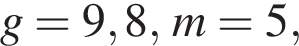 g = 9,8, m = 5,